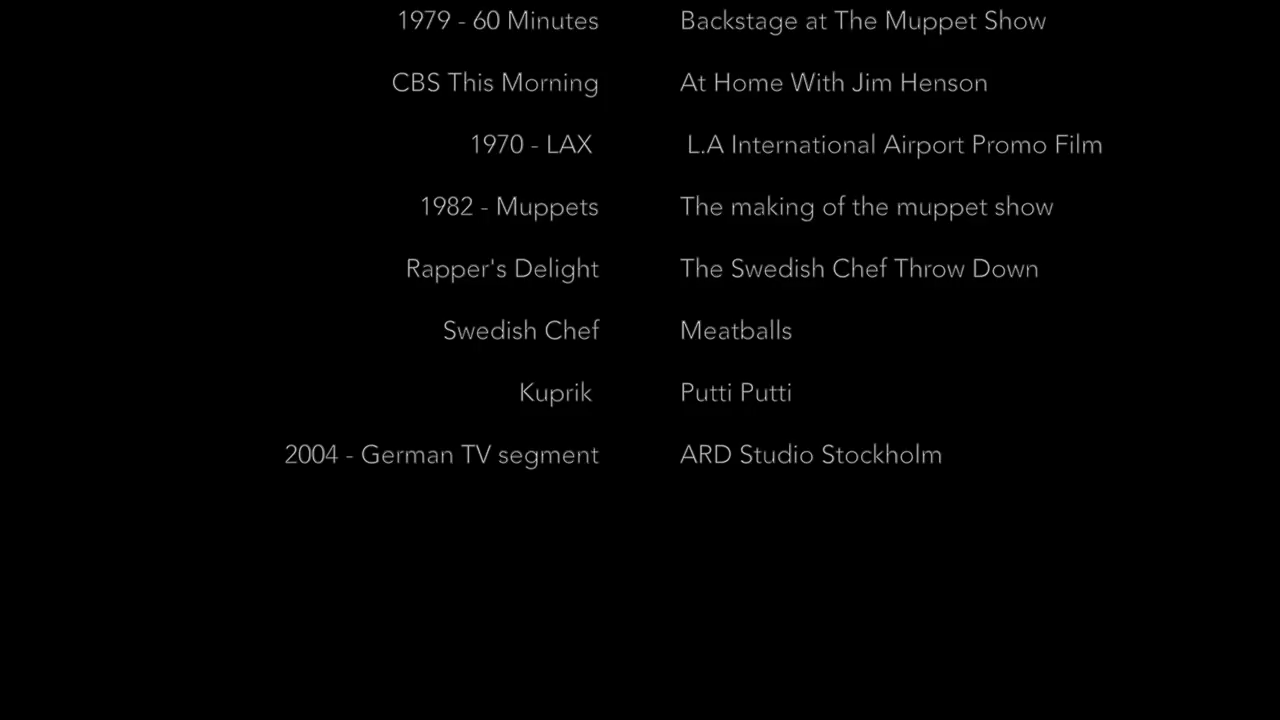 1979 - 60 Minutes Backstage at The Muppet Show
CBS This Morning At Home With Jim Henson
1970 - LAX L.A International Airport Promo Film
1982 - Muppets The making of the muppet show
Rapper's Delight The Swedish Chef Throw Down
Swedish Chef Meatballs
Kuprik Putti Putti
2004 - German TV segment ARD Studio Stockholm